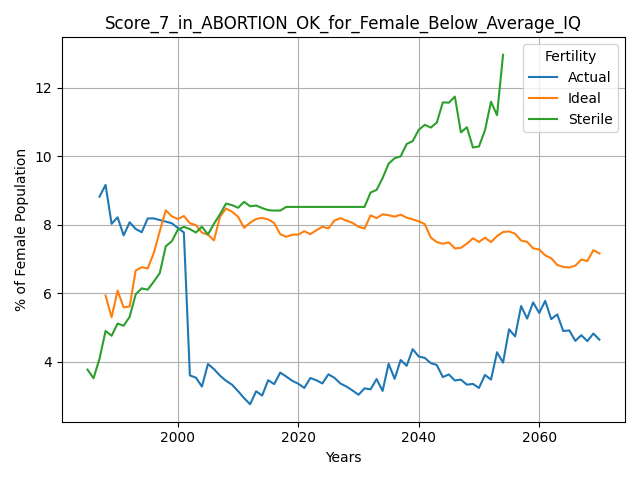 Score_7_in_ABORTION_OK_for_Female_Below_Average_IQ
% of Female Population
12
10
8
6
4
2000
2020
2040
2060
Years
Fertility
Actual
Ideal
Sterile